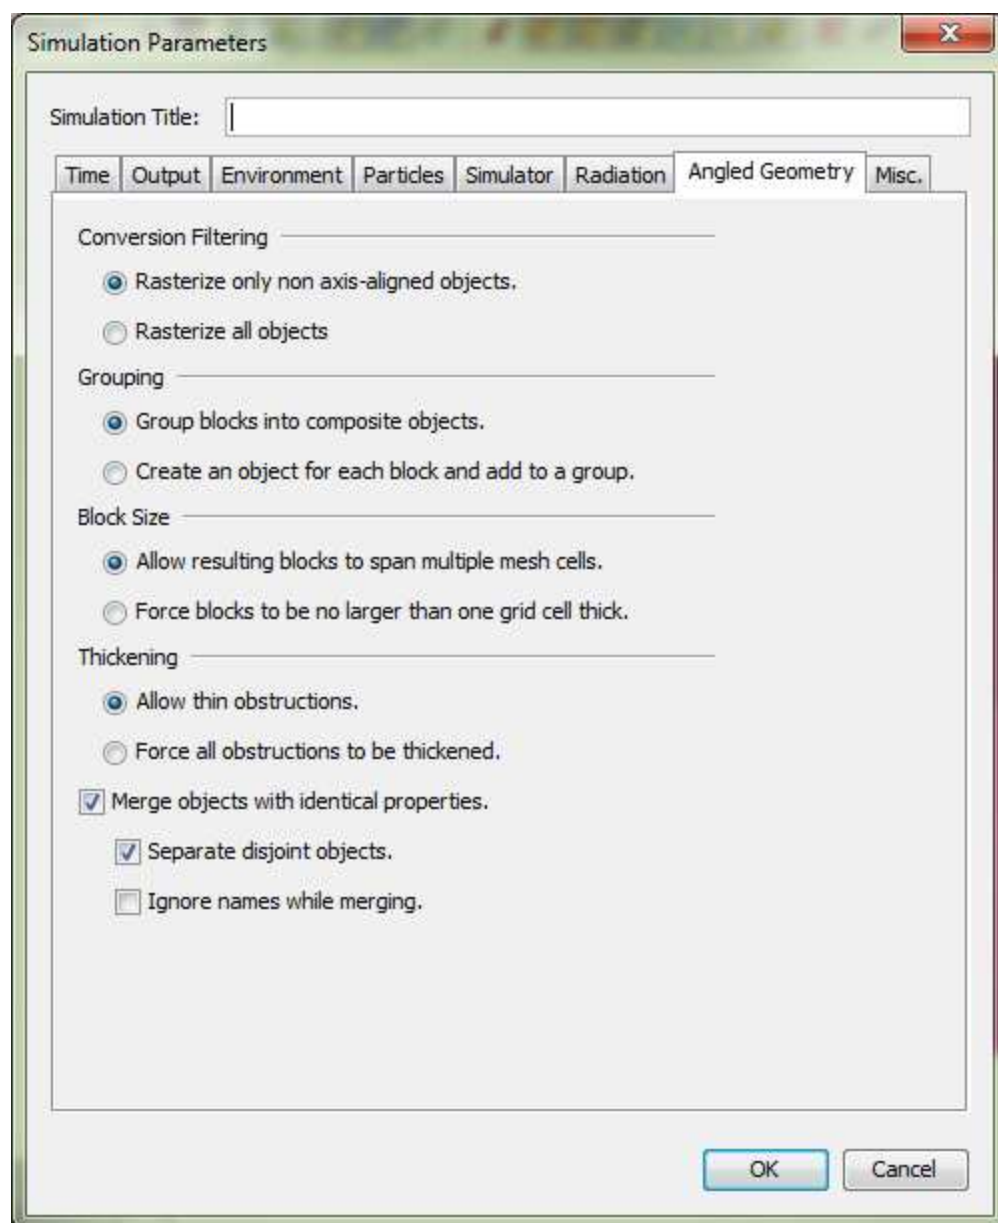 Simulation Parameters
Simulation Title:
Time Output Environment Particles Simulator Radiation Angled Geometry Misc.
Conversion Filtering
Rasterize only non axis-aligned objects.
Rasterize all objects
Grouping
Group blocks into composite objects.
Create an object for each block and add to a group.
Block Size
Allow resulting blocks to span multiple mesh cells.
Force blocks to be no larger than one grid cell thick.
Thickening
Allow thin obstructions.
Force all obstructions to be thickened.
Merge objects with identical properties.
Separate disjoint objects.
Ignore names while merging.
OK Cancel